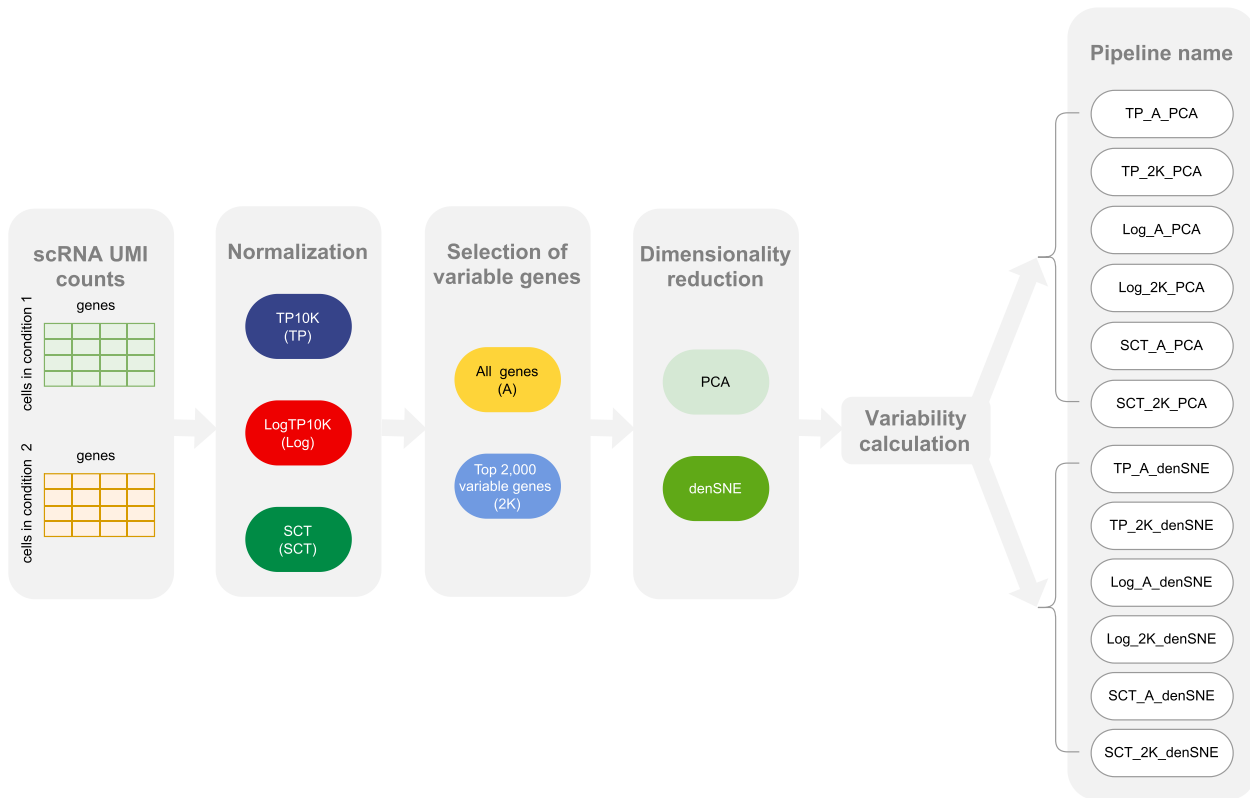 scRNA UMI
counts
cells in condition 1
genes
cells in condition  2
genes
Normalization
TP10K
(TP)
LogTP10K
(Log)
SCT
(SCT)
Selection of
variable genes
All  genes
(A)
Top 2,000
variable genes
(2K)
Dimensionality
reduction
PCA
denSNE
Variability
calculation
Pipeline name
TP_A_PCA
TP_2K_PCA
Log_A_PCA
Log_2K_PCA
SCT_A_PCA
SCT_2K_PCA
TP_A_denSNE
TP_2K_denSNE
Log_A_denSNE
Log_2K_denSNE
SCT_A_denSNE
SCT_2K_denSNE